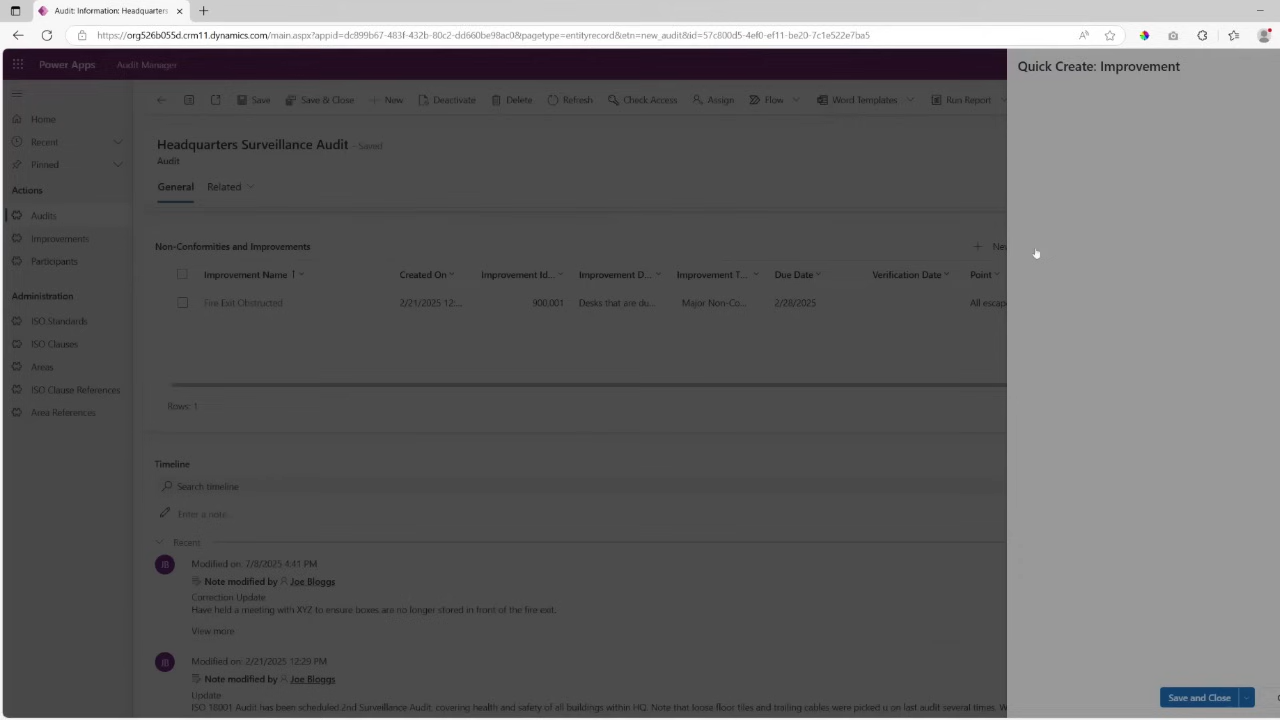 Audit: Information: Headquarters
https://org526b055d.crm11.dynamics.com/main.aspx?appid=dc899b67-483f-432b-80c2-dd660be98ac0&pagetype=entityrecord&etn=new_audit&id=57c800d5-4ef0-ef11-be20-7c1e522e7ba5
Power Apps Audit Manager
Quick Create: Improvement
Save Save & Close New Deactivate Delete Refresh Check Access Assign Flow Word Templates Run Report
Home
Recent
Pinned
Actions
Audits
Improvements
Participants
Administration
ISO Standards
ISO Clauses
Areas
ISO Clause References
Area References
Headquarters Surveillance Audit - Saved
Audit
General Related
Non-Conformities and Improvements
Improvement Name Created On Improvement Id... Improvement D... Improvement T... Due Date Verification Date Point
Fire Exit Obstructed 2/21/2025 12:... 900,001 Desks that are du... Major Non-Co... 2/28/2025 All escap
Rows: 1
Timeline
Search timeline
Enter a note...
Recent
Modified on: 7/8/2025 4:41 PM
Note modified by Joe Bloggs
Correction Update
Have held a meeting with XYZ to ensure boxes are no longer stored in front of the fire exit.
View more
Modified on: 2/21/2025 12:29 PM
Note modified by Joe Bloggs
Update
ISO 18001 Audit has been scheduled 2nd Surveillance Audit, covering health and safety of all buildings within HQ. Note that loose floor tiles and trailing cables were picked u on last audit several times. W
Save and Close